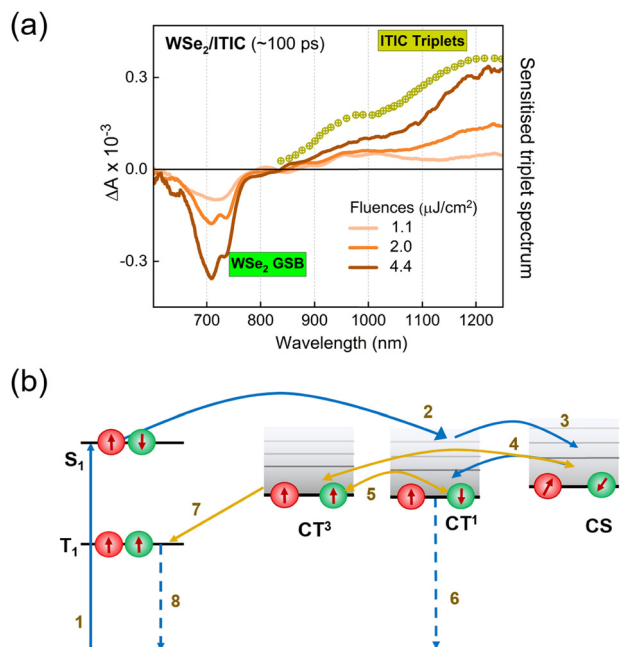 (a)
WSe₂/ITIC (~100 ps)
ITIC Triplets
0.3
0.0
-0.3
ΔA x 10⁻³
Sensitised triplet spectrum
Fluences (μJ/cm²)
1.1
2.0
4.4
WSe₂ GSB
700 800 900 1000 1100 1200
Wavelength (nm)
(b)
2
3
4
S₁
5
7
CT³
CT¹
CS
T₁
8
6
1